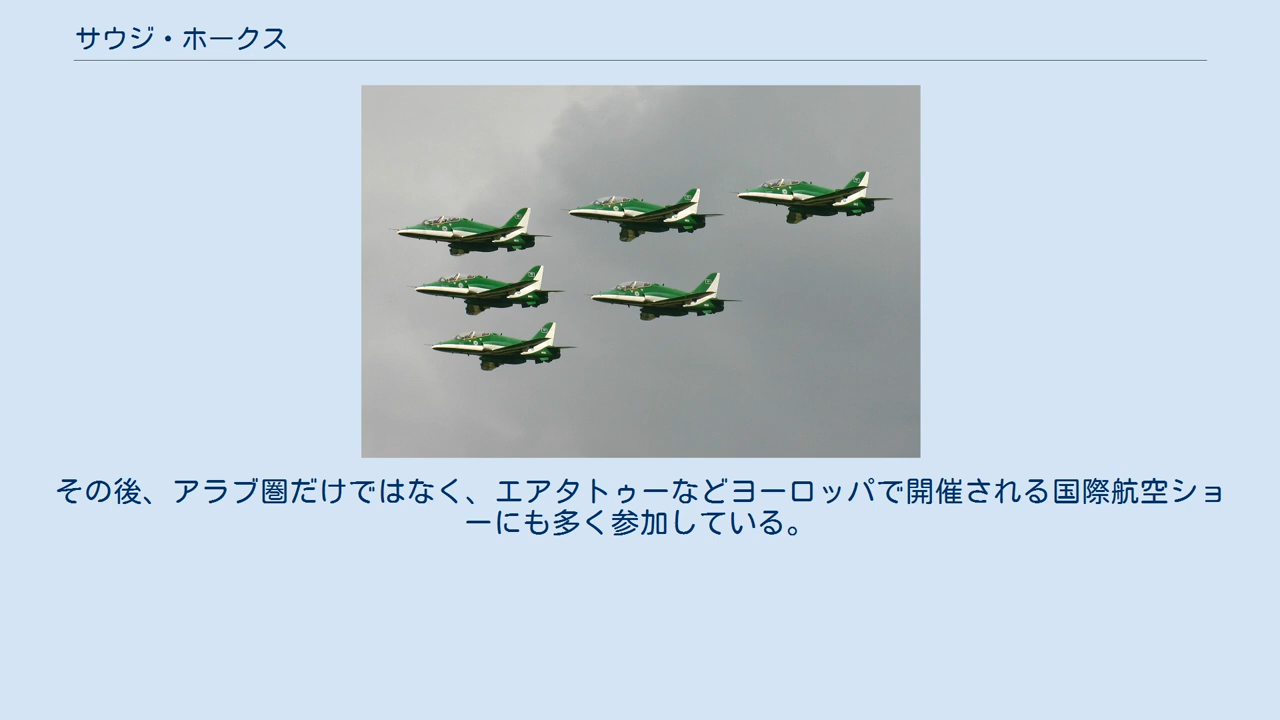 サウジ・ホークス
その後、アラブ圏だけではなく、エアタトゥーなどヨーロッパで開催される国際航空ショ
ーにも多く参加している。